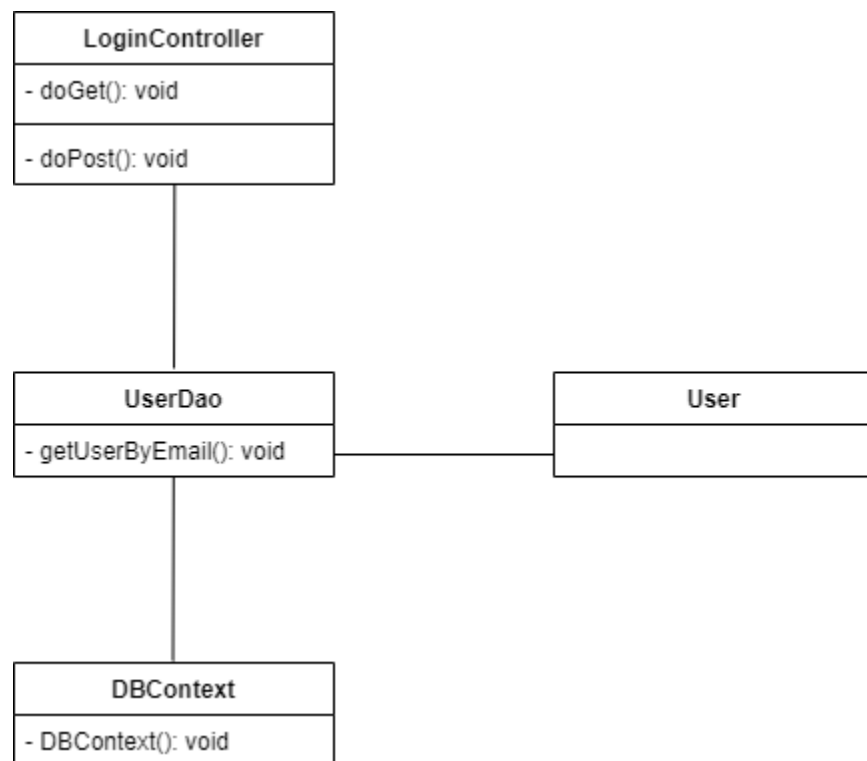 LoginController
- doGet(): void
- doPost(): void
UserDao
- getUserByEmail(): void
User
DBContext
- DBContext(): void